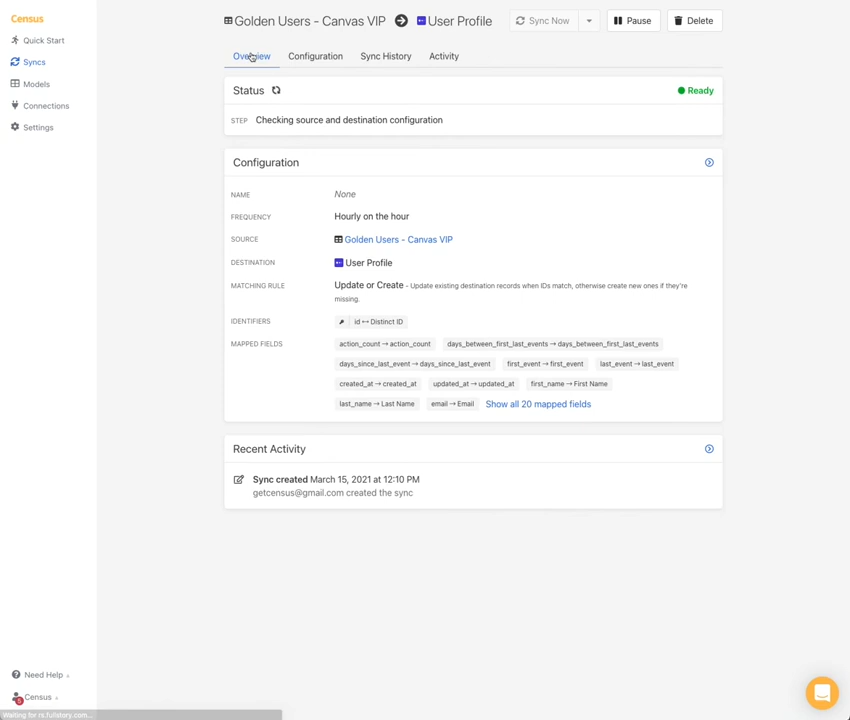 Census
Golden Users - Canvas VIP → User Profile
Sync Now
Pause
Delete
Quick Start
Syncs
Models
Connections
Settings
Overview
Configuration
Sync History
Activity
Status
Ready
STEP Checking source and destination configuration
Configuration
NAME None
FREQUENCY Hourly on the hour
SOURCE Golden Users - Canvas VIP
DESTINATION User Profile
MATCHING RULE Update or Create - Update existing destination records when IDs match, otherwise create new ones if they're
missing.
IDENTIFIERS id ↔ Distinct ID
MAPPED FIELDS action_count → action_count days_between_first_last_events → days_between_first_last_events
days_since_last_event → days_since_last_event first_event → first_event last_event → last_event
created_at → created_at updated_at → updated_at first_name → First Name
last_name → Last Name email → Email Show all 20 mapped fields
Recent Activity
Sync created March 15, 2021 at 12:10 PM
getcensus@gmail.com created the sync
Need Help
Census
Waiting for rs.fullstory.com...